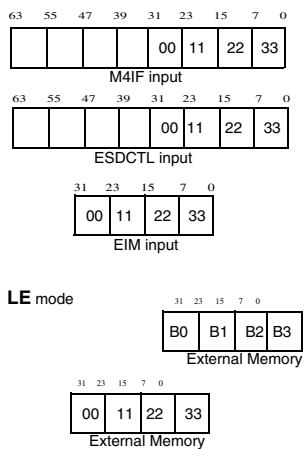 63 55 47 39 31 23 15 7 0
00 11 22 33
M4IF input
63 55 47 39 31 23 15 7 0
00 11 22 33
ESDCTL input
31 23 15 7 0
00 11 22 33
EIM input
LE mode
31 23 15 7 0
B0 B1 B2 B3
External Memory
31 23 15 7 0
00 11 22 33
External Memory